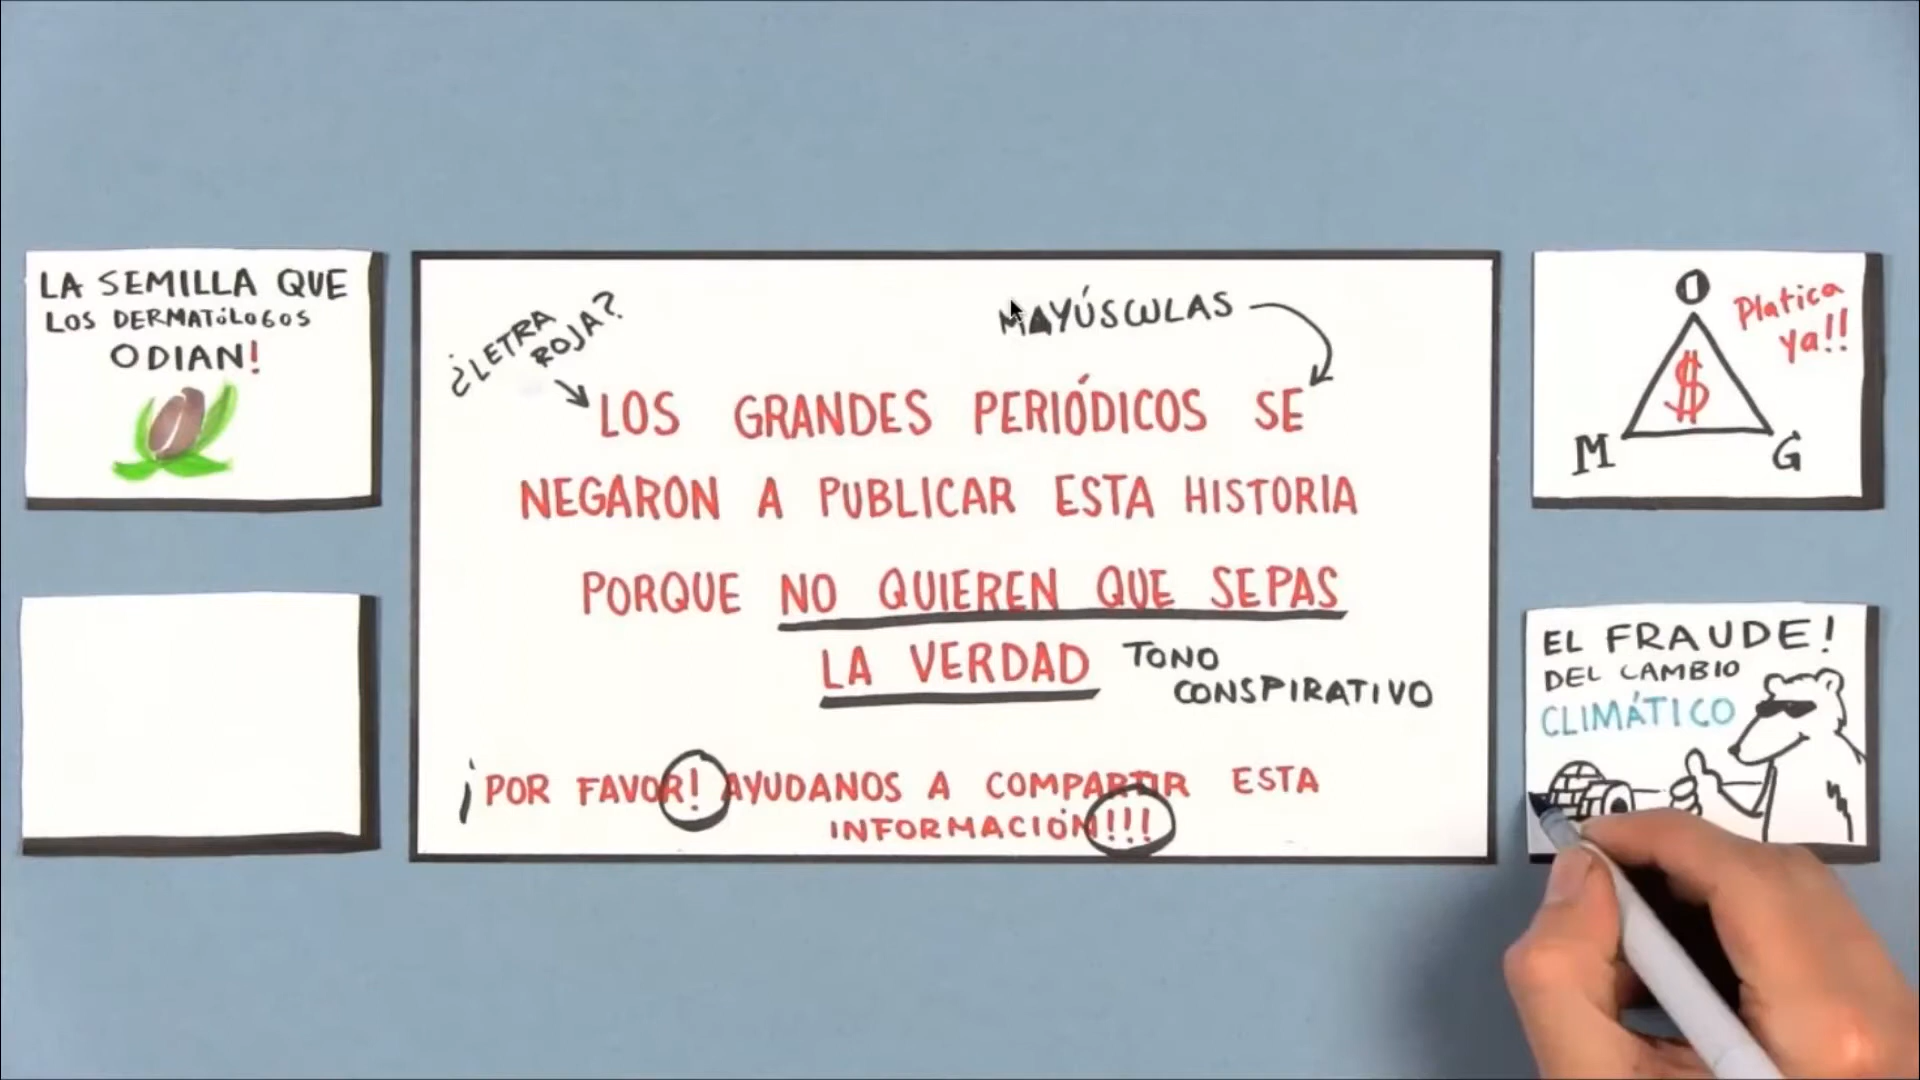 LA SEMILLA QUE
LOS DERMATÓLOGOS
ODIAN!
¿LETRA
ROJA?
MAYÚSCULAS
LOS GRANDES PERIÓDICOS SE
NEGARON A PUBLICAR ESTA HISTORIA
PORQUE NO QUIEREN QUE SEPAS
LA VERDAD
TONO
CONSPIRATIVO
¡POR FAVOR! AYUDANOS A COMPARTIR ESTA
INFORMACIÓN!!!
O
Platica
ya!!
$
M G
EL FRAUDE!
DEL CAMBIO
CLIMÁTICO